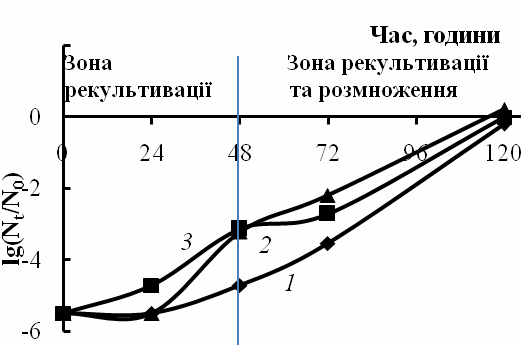 Час, години
Зона
рекультивації
Зона рекультивації
та розмноження
0
0 24 48 72 96 120
-2
-4
-6
lg(Nt/N0)
3
2
1